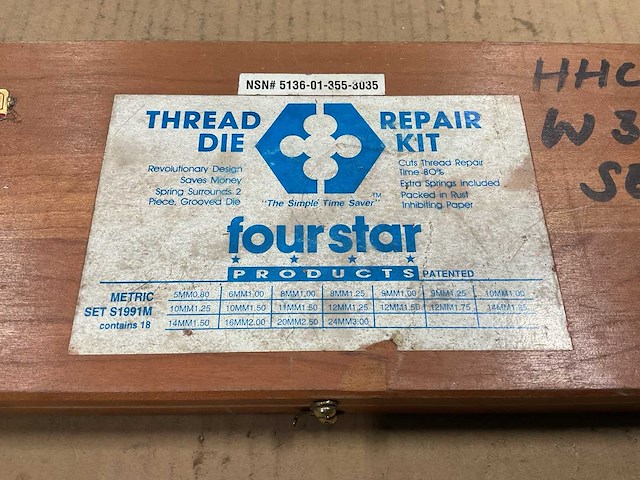 NSN# 5136-01-355-3035
HHC
W 3
THREAD DIE
REPAIR KIT
Revolutionary Design
Saves Money
Spring Surrounds 2
Piece, Grooved Die
Cuts Thread Repair
Time 80%
Extra Springs Included
Packed in Rust
Inhibiting Paper
"The Simple Time Saver"™
fourstar
PRODUCTS PATENTED
METRIC SET S1991M contains 18
5MM0.80 6MM1.00 8MM1.00 8MM1.25 9MM1.00 9MM1.25 10MM1.00
10MM1.25 10MM1.50 11MM1.50 12MM1.25 12MM1.50 12MM1.75
14MM1.50 16MM2.00 20MM2.50 24MM3.00